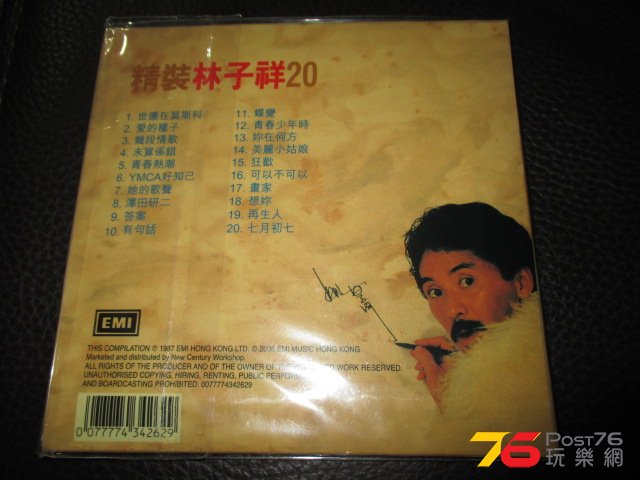 精裝林子祥20
1. 世運在莫斯科
2. 愛的種子
3. 幾段情歌
4. 未算係錯
5. 青春熱潮
6. YMCA好知己
7. 她的歌聲
8. 澤田研二
9. 答案
10. 有句話
11. 蝶變
12. 青春少年時
13. 妳在何方
14. 美麗小姑娘
15. 狂歡
16. 可以不可以
17. 畫家
18. 想妳
19. 再生人
20. 七月初七
EMI
THIS COMPILATION ℗ 1987 EMI HONG KONG LTD. © 2005 EMI MUSIC HONG KONG
Marketed and distributed by New Century Workshop.
ALL RIGHTS OF THE PRODUCER AND OF THE OWNER OF THE WORK RESERVED.
UNAUTHORISED COPYING, HIRING, RENTING, PUBLIC PERFORM
AND BOARDCASTING PROHIBITED. 0077774342629
0 077774 342629
76 Post76
玩樂網